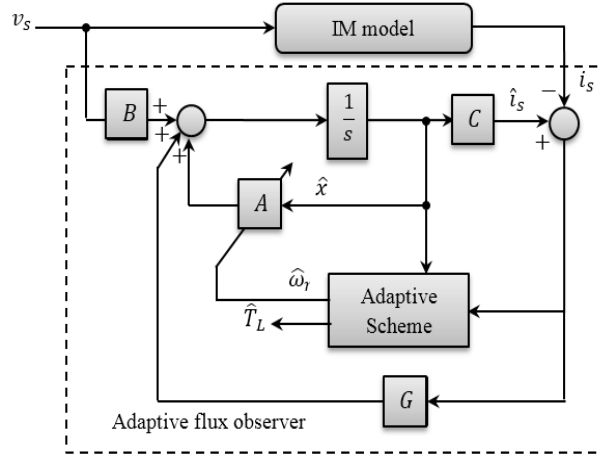 v_s
IM model
i_s
B
+
+
+
1
s
C
î_s
−
+
A
x̂
ω̂_r
T̂_L
Adaptive
Scheme
G
Adaptive flux observer